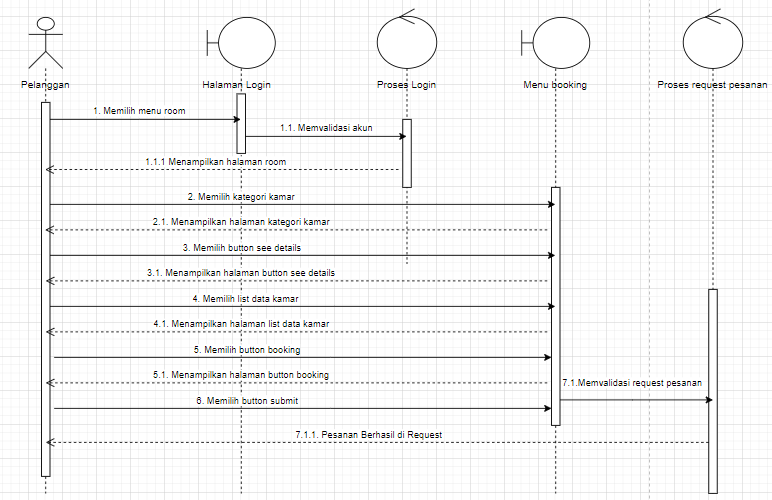 Pelanggan
Halaman Login
Proses Login
Menu booking
Proses request pesanan
1. Memilih menu room
1.1. Memvalidasi akun
1.1.1 Menampilkan halaman room
2. Memilih kategori kamar
2.1. Menampilkan halaman kategori kamar
3. Memilih button see details
3.1. Menampilkan halaman button see details
4. Memilih list data kamar
4.1. Menampilkan halaman list data kamar
5. Memilih button booking
5.1. Menampilkan halaman button booking
7.1.Memvalidasi request pesanan
6. Memilih button submit
7.1.1. Pesanan Berhasil di Request